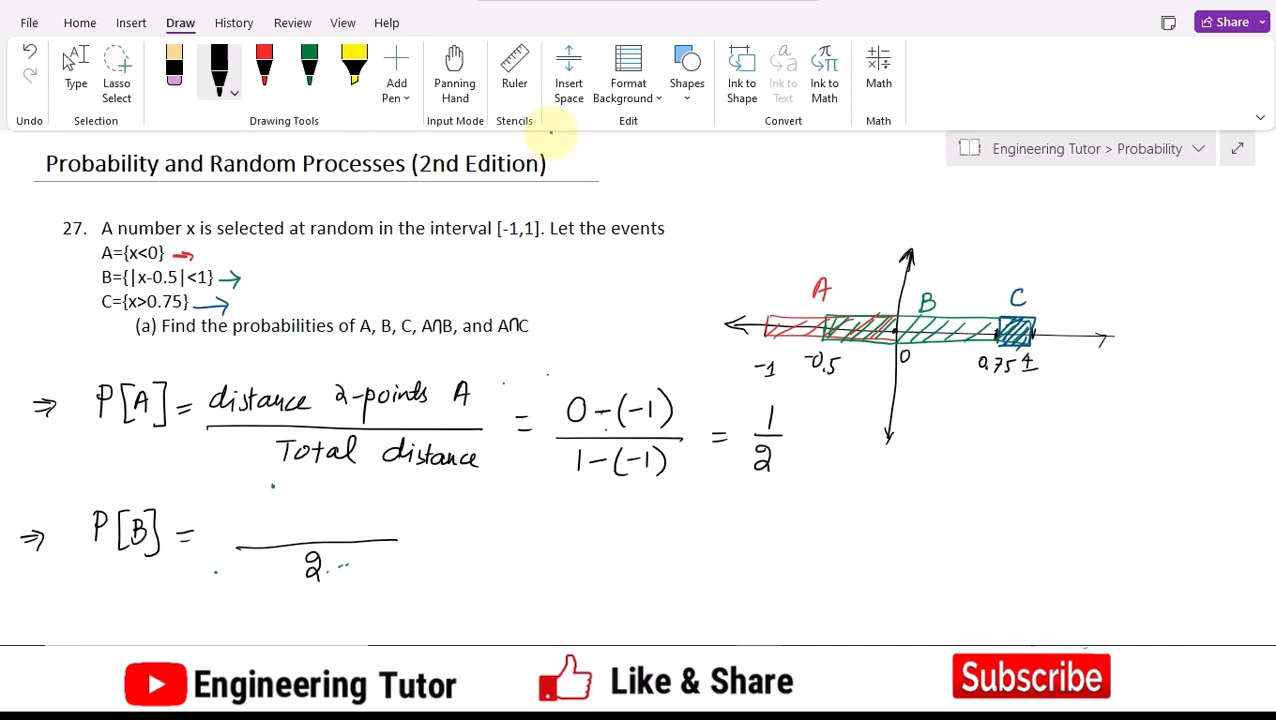 File Home Insert Draw History Review View Help Share
Type Lasso Select Add Pen Panning Hand Ruler Insert Space Format Background Shapes Ink to Shape Ink to Text Ink to Math Math
Undo Selection Drawing Tools Input Mode Stencils Edit Convert Math
Probability and Random Processes (2nd Edition)
Engineering Tutor > Probability
27. A number x is selected at random in the interval [-1,1]. Let the events
A={x<0}
B={|x-0.5|<1}
C={x>0.75}
(a) Find the probabilities of A, B, C, A∩B, and A∩C
A B C
-1 -0.5 0 0.75 1
⇒ P[A] = distance 2-points A / Total distance = 0-(-1) / 1-(-1) = 1/2
⇒ P[B] = / 2
Engineering Tutor Like & Share Subscribe